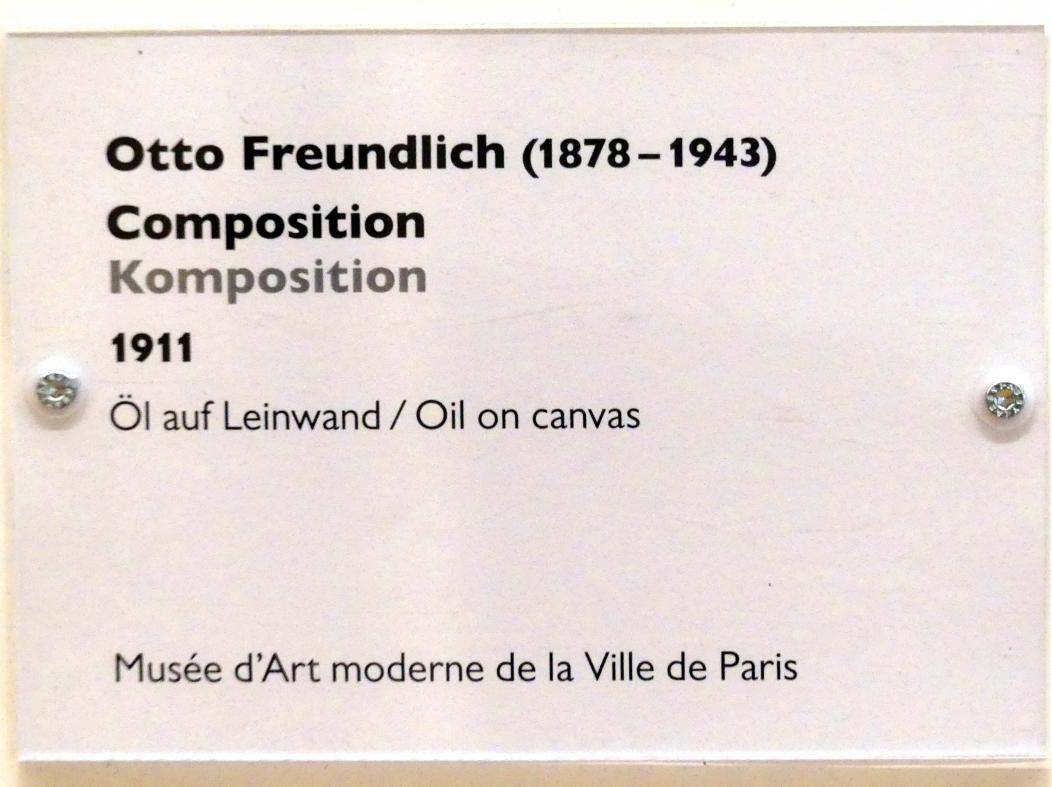 Otto Freundlich (1878 – 1943)
Composition
Komposition
1911
Öl auf Leinwand / Oil on canvas
Musée d’Art moderne de la Ville de Paris